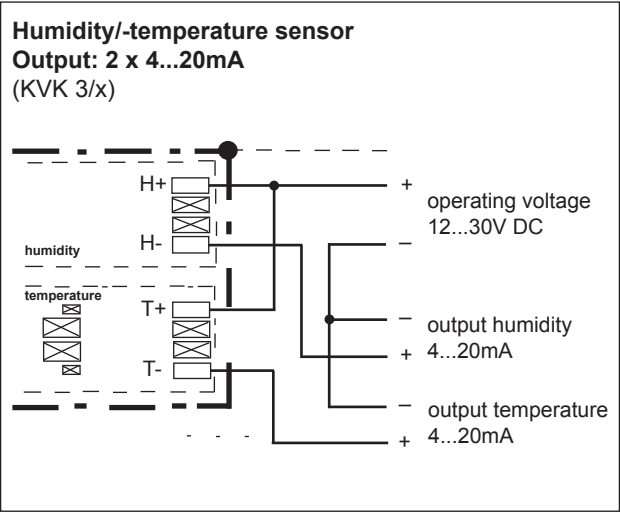 Humidity/-temperature sensor
Output: 2 x 4...20mA
(KVK 3/x)
H+
+
operating voltage
12...30V DC
H-
–
humidity
temperature
T+
–
output humidity
+
4...20mA
T-
–
output temperature
+
4...20mA